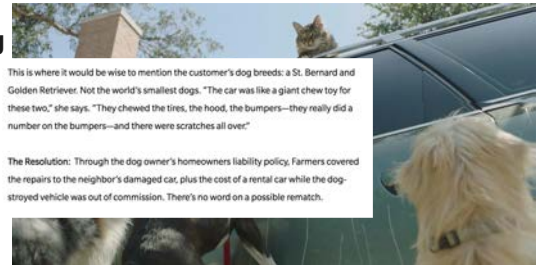 This is where it would be wise to mention the customer's dog breeds: a St. Bernard and
Golden Retriever. Not the world's smallest dogs. "The car was like a giant chew toy for
these two," she says. "They chewed the tires, the hood, the bumpers—they really did a
number on the bumpers—and there were scratches all over."
The Resolution: Through the dog owner's homeowners liability policy, Farmers covered
the repairs to the neighbor's damaged car, plus the cost of a rental car while the dog-
stroyed vehicle was out of commission. There's no word on a possible rematch.